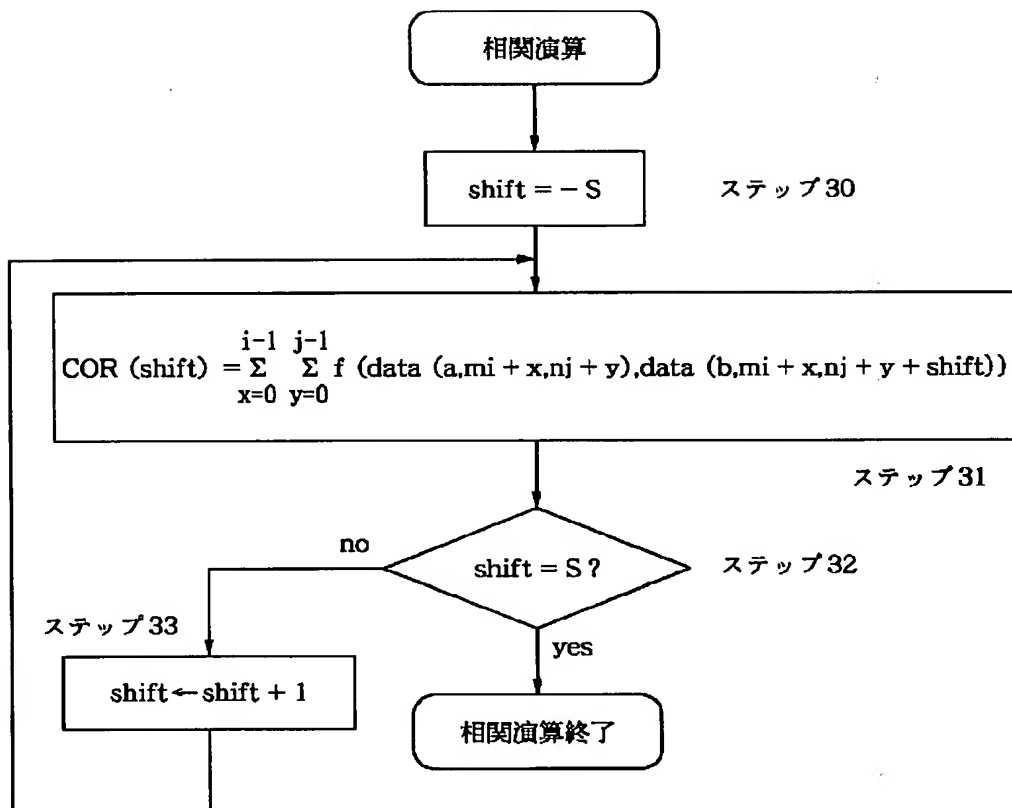 相関演算
shift = − S
ステップ30
i−1 j−1
COR (shift) = Σ Σ f (data (a,mi + x,nj + y),data (b,mi + x,nj + y + shift))
x=0 y=0
ステップ31
no
shift = S ?
ステップ32
ステップ33
yes
shift ← shift + 1
相関演算終了